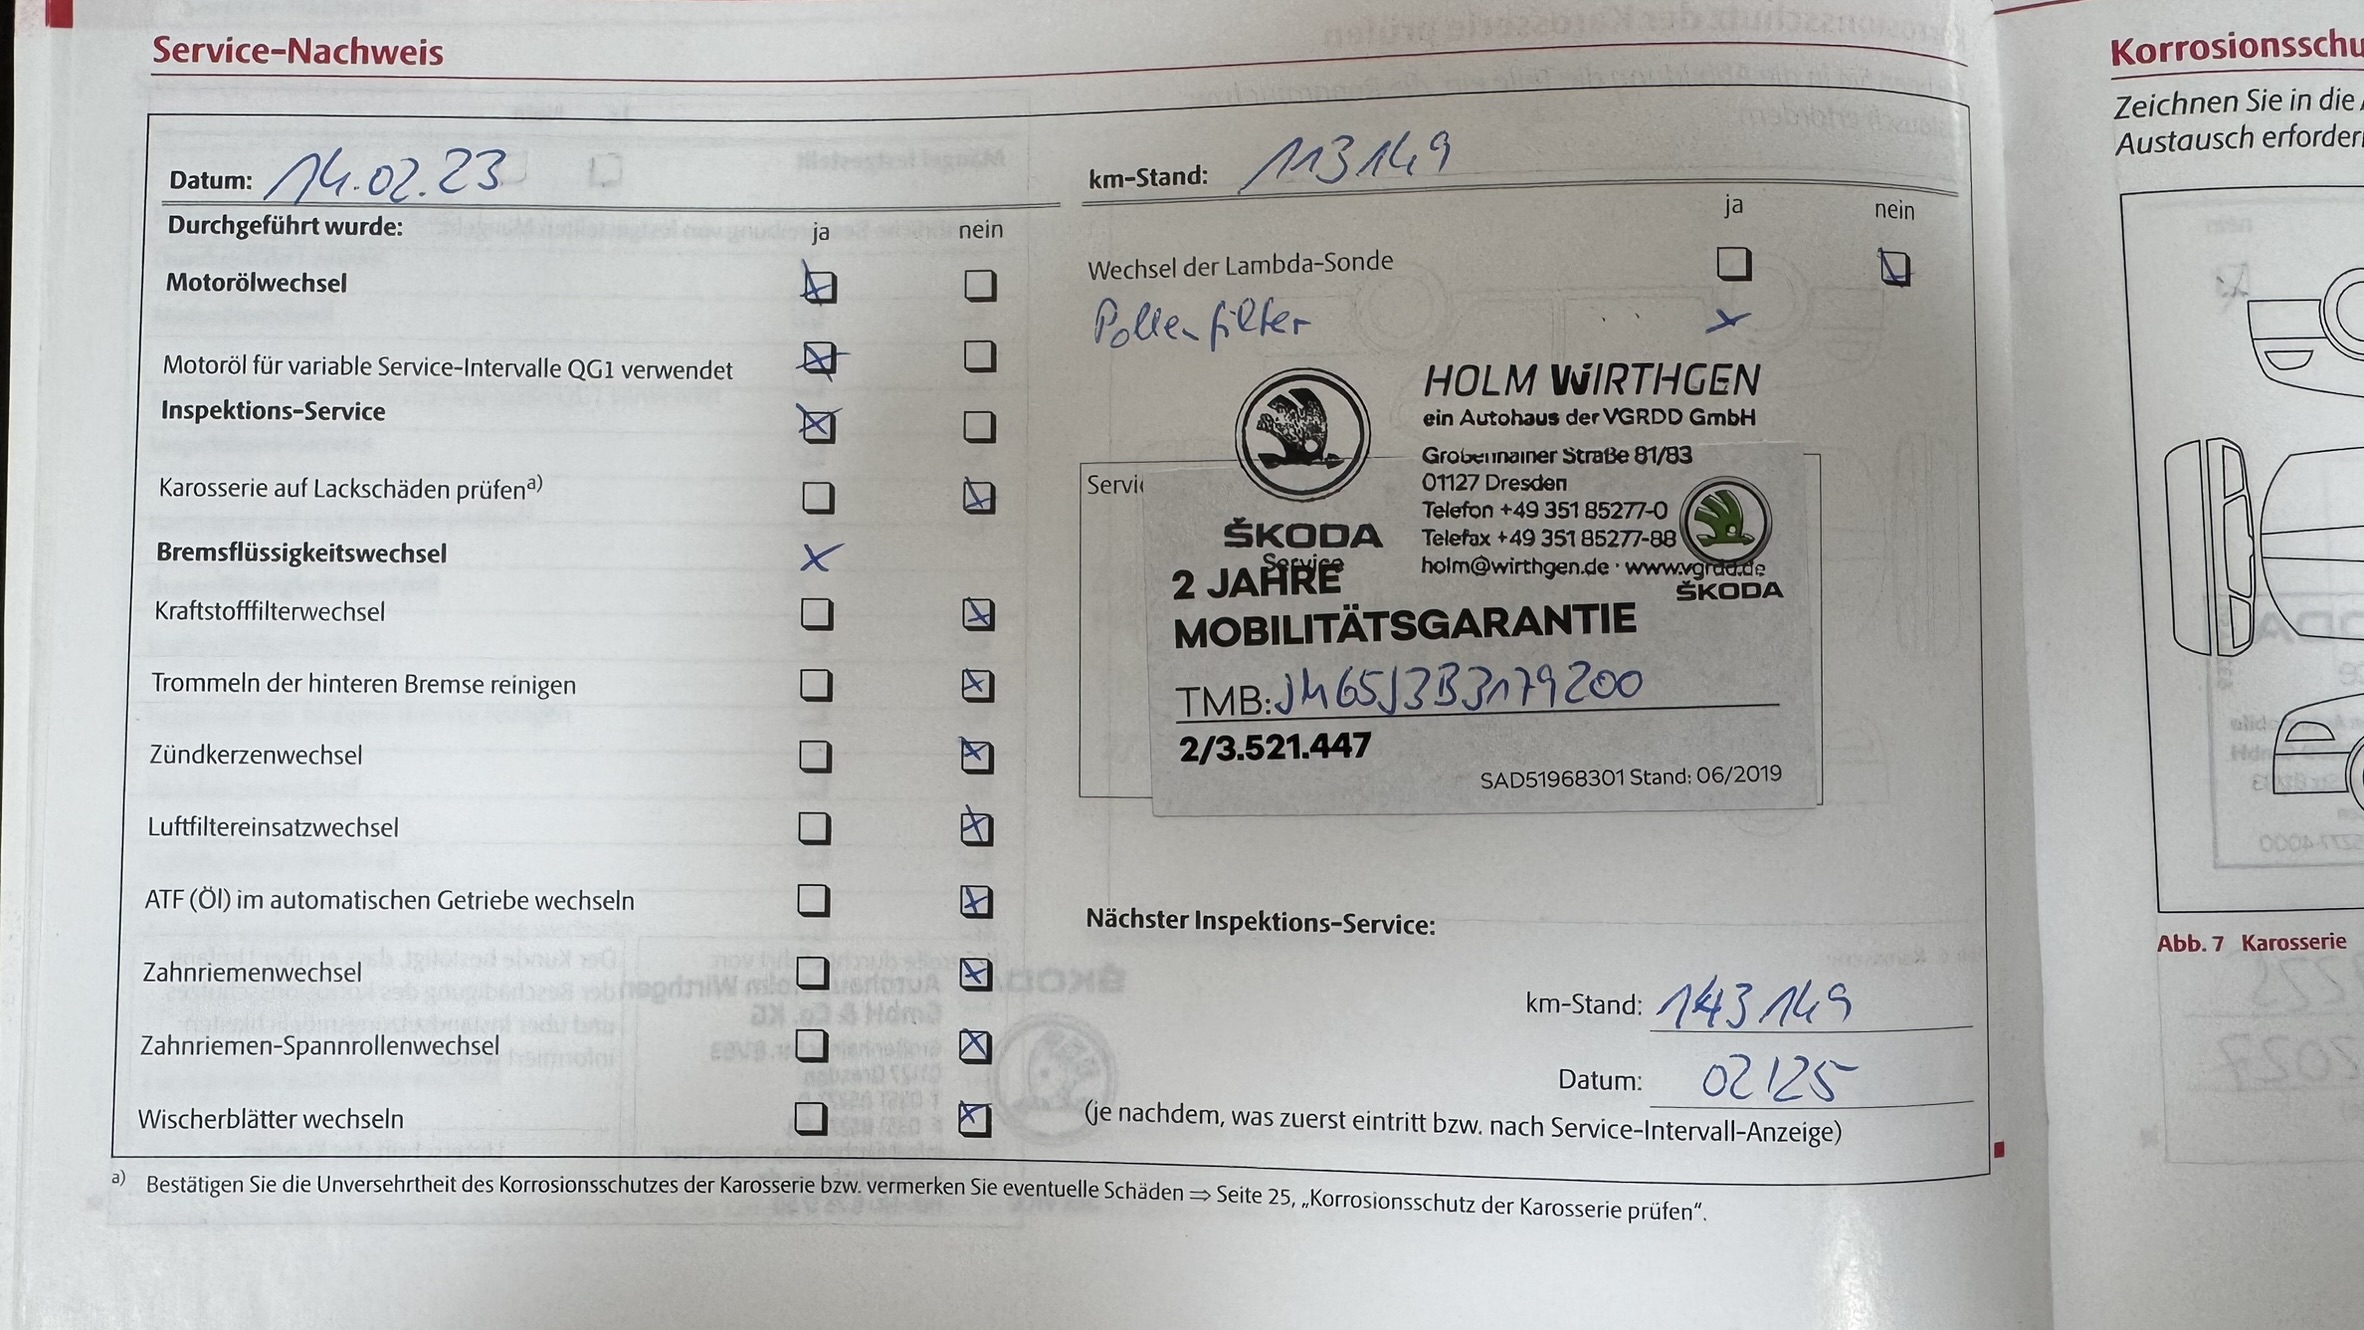 Service-Nachweis
Datum: 14.02.23
km-Stand: 113149
Durchgeführt wurde:
ja nein
Motorölwechsel
Motoröl für variable Service-Intervalle QG1 verwendet
Inspektions-Service
Karosserie auf Lackschäden prüfena)
Bremsflüssigkeitswechsel
Kraftstofffilterwechsel
Trommeln der hinteren Bremse reinigen
Zündkerzenwechsel
Luftfiltereinsatzwechsel
ATF (Öl) im automatischen Getriebe wechseln
Zahnriemenwechsel
Zahnriemen-Spannrollenwechsel
Wischerblätter wechseln
ja nein
Wechsel der Lambda-Sonde
Pollenfilter
HOLM WIRTHGEN
ein Autohaus der VGRDD GmbH
Straße 81/83
01127 Dresden
Telefon +49 351 85277-0
Telefax +49 351 85277-88
holm@wirthgen.de · www.vgrdd.de
ŠKODA
Service
ŠKODA
2 JAHRE
MOBILITÄTSGARANTIE
TMB: JM65J3B3179200
2/3.521.447
SAD51968301 Stand: 06/2019
Nächster Inspektions-Service:
km-Stand: 143149
Datum: 02/25
(je nachdem, was zuerst eintritt bzw. nach Service-Intervall-Anzeige)
a) Bestätigen Sie die Unversehrtheit des Korrosionsschutzes der Karosserie bzw. vermerken Sie eventuelle Schäden ⇒ Seite 25, „Korrosionsschutz der Karosserie prüfen“.
Korrosionsschu
Zeichnen Sie in die
Austausch erforder
Abb. 7 Karosserie